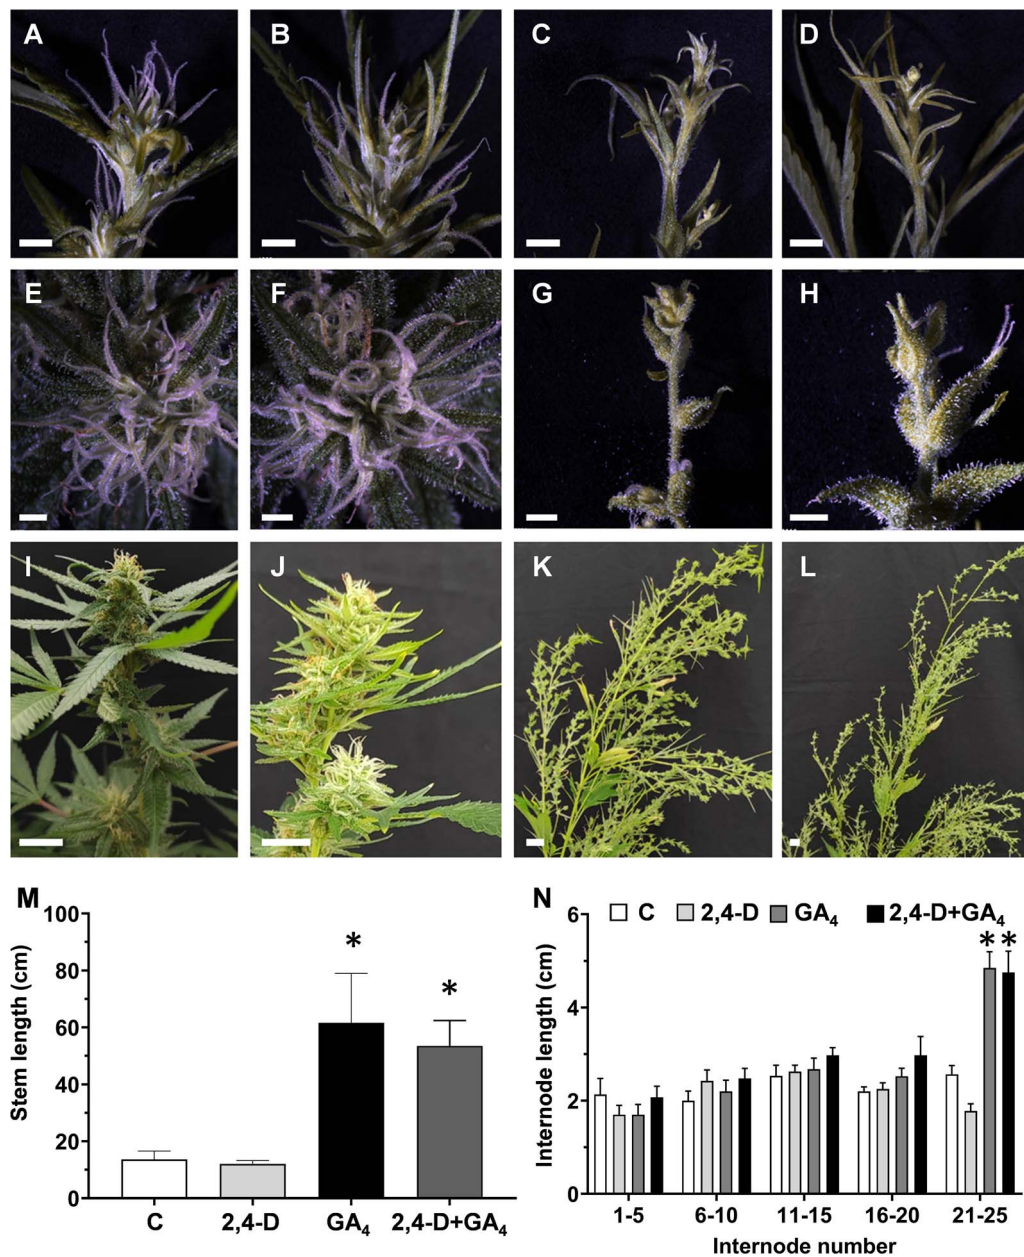 A
B
C
D
E
F
G
H
I
J
K
L
M
Stem length (cm)
100
80
60
40
20
0
*
*
C
2,4-D
GA₄
2,4-D+GA₄
N
C
2,4-D
GA₄
2,4-D+GA₄
Internode length (cm)
6
4
2
0
* *
1-5
6-10
11-15
16-20
21-25
Internode number